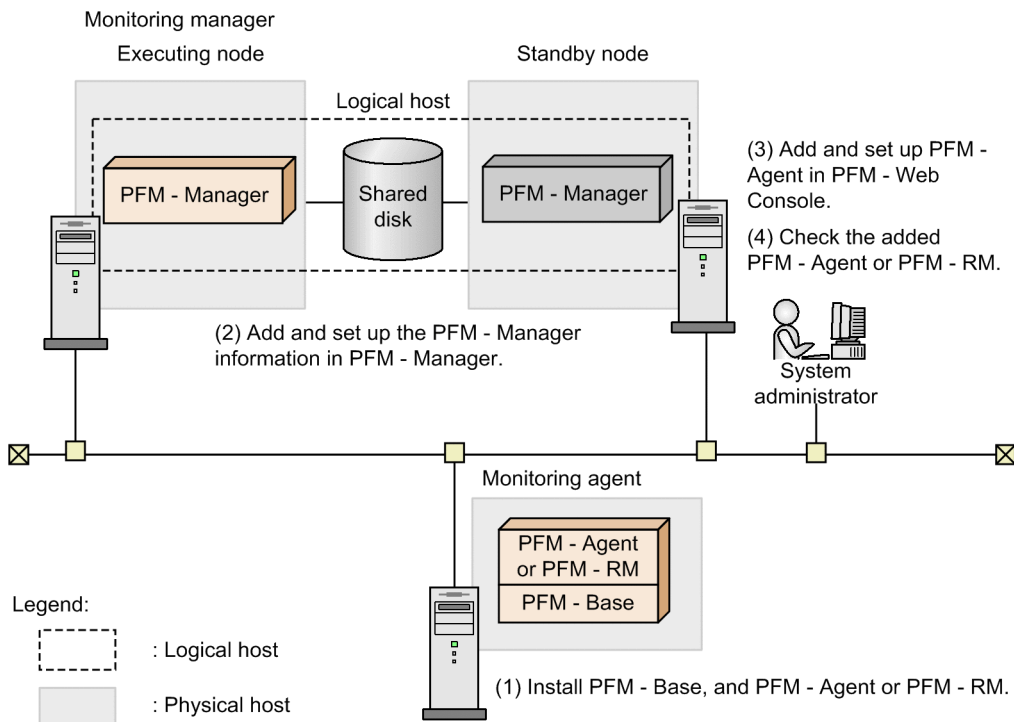 Monitoring manager
Executing node
Standby node
Logical host
PFM - Manager
Shared
disk
PFM - Manager
(3) Add and set up PFM -
Agent in PFM - Web
Console.
(4) Check the added
PFM - Agent or PFM - RM.
(2) Add and set up the PFM - Manager
information in PFM - Manager.
System
administrator
Monitoring agent
PFM - Agent
or PFM - RM
PFM - Base
(1) Install PFM - Base, and PFM - Agent or PFM - RM.
Legend:
: Logical host
: Physical host